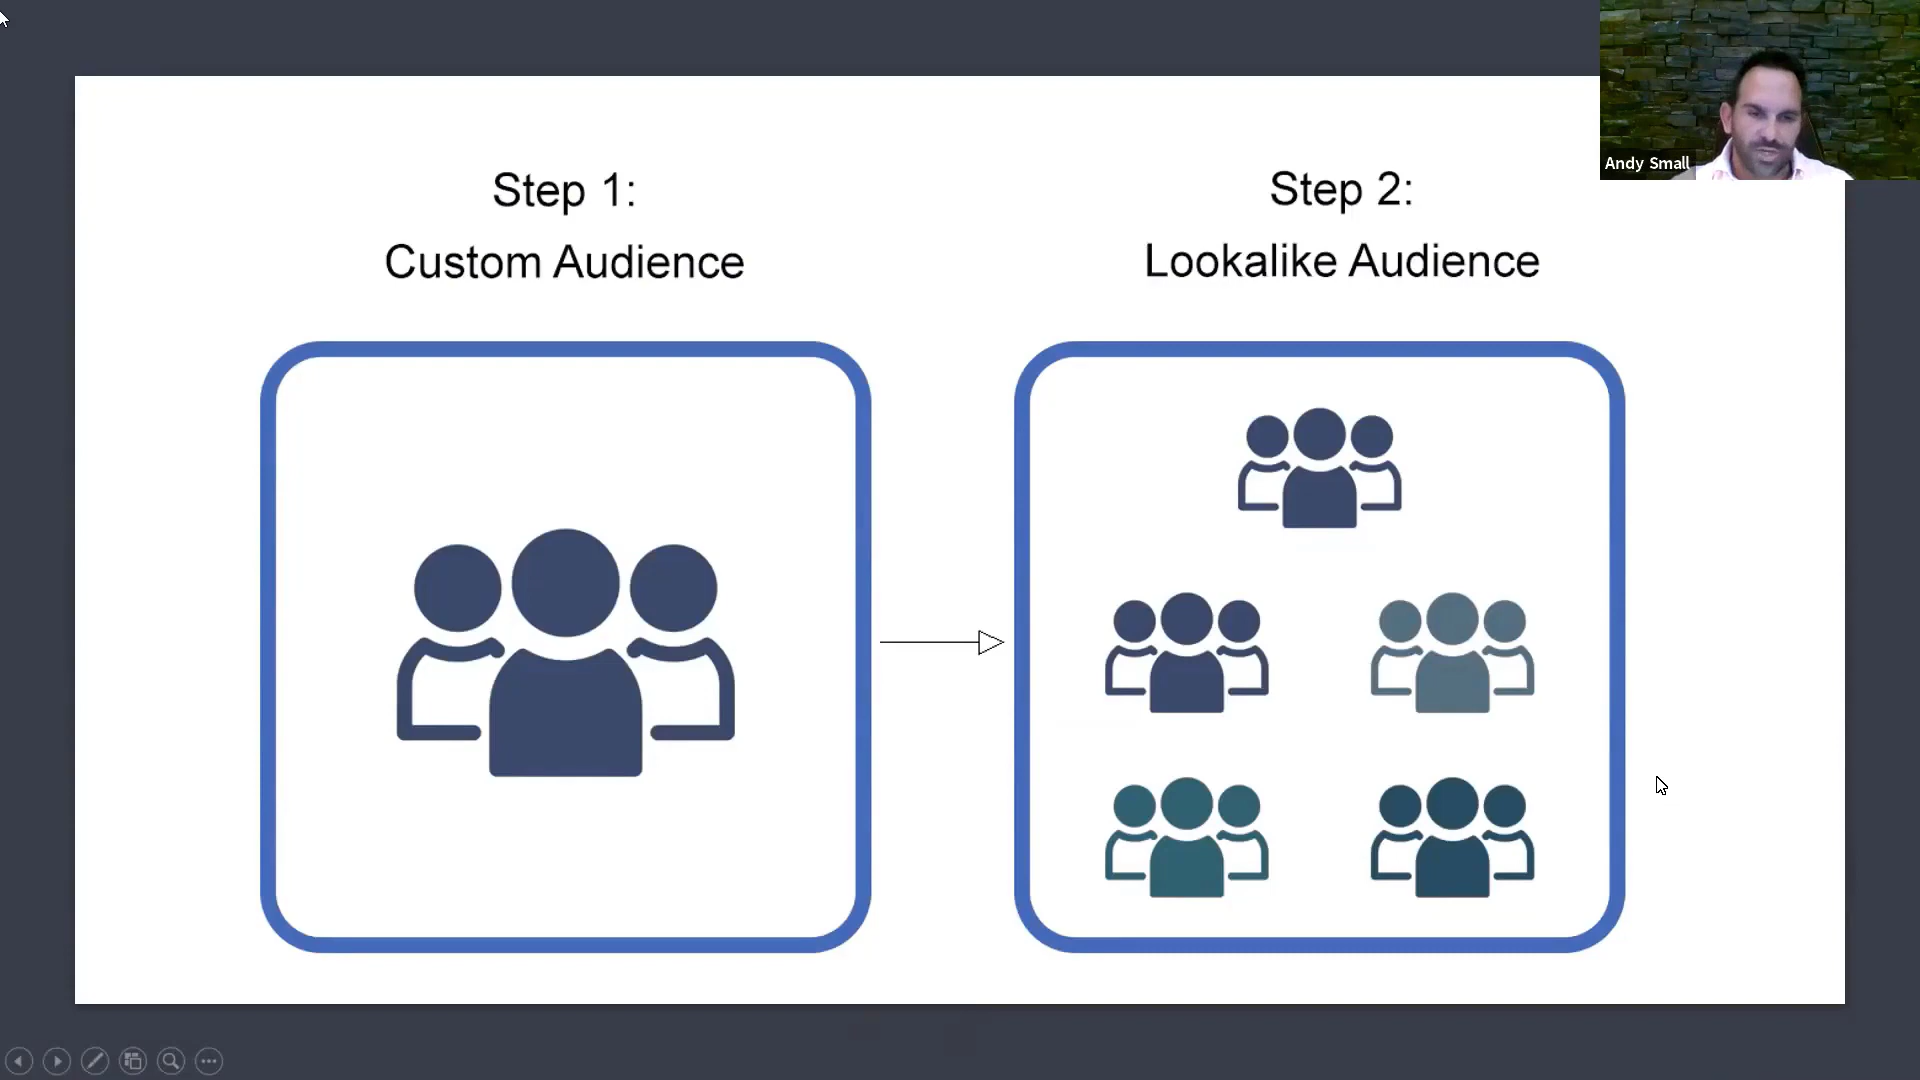 Step 1:
Custom Audience
Step 2:
Lookalike Audience
Andy Small